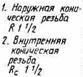 1. Наружная кони
ческая резьба
R 1 1/2
2. Внутренняя
коническая
резьба
Rc 1 1/2